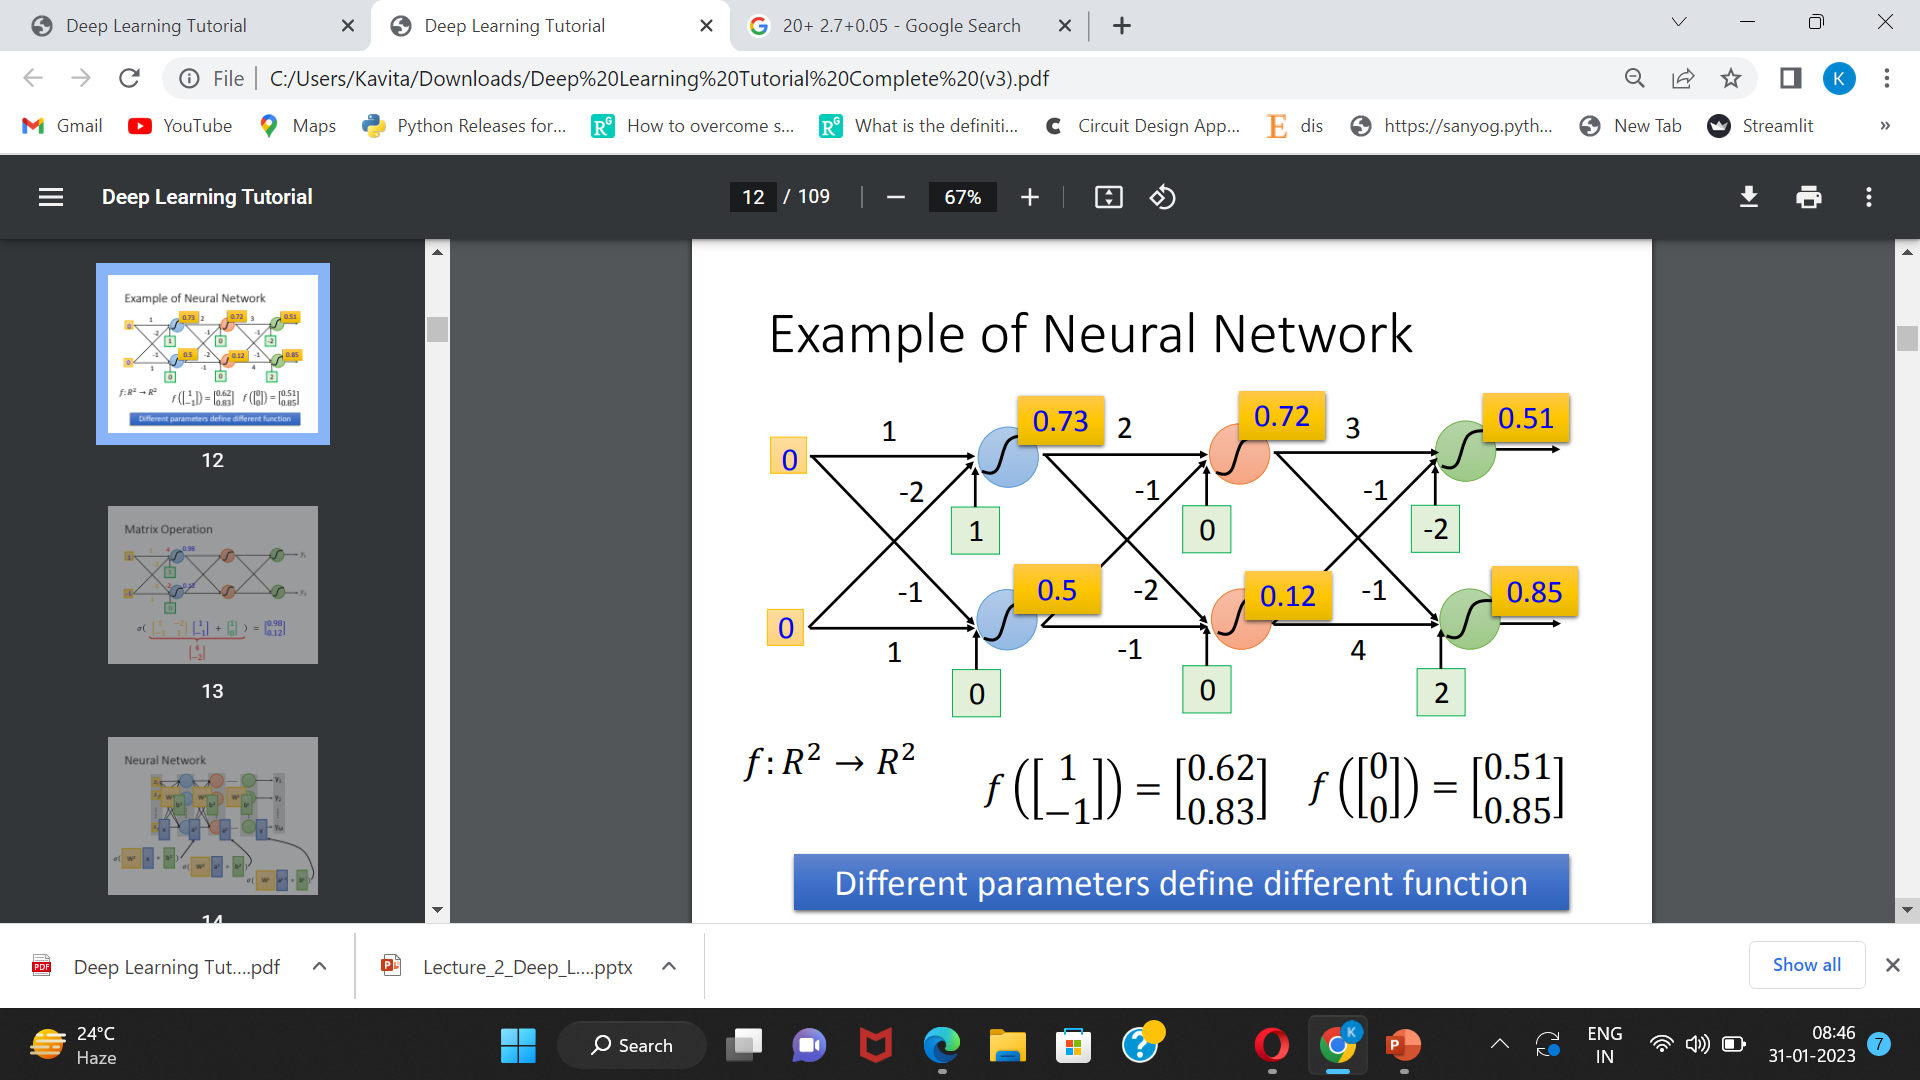 Deep Learning Tutorial
Deep Learning Tutorial
20+ 2.7+0.05 - Google Search
File
C:/Users/Kavita/Downloads/Deep%20Learning%20Tutorial%20Complete%20(v3).pdf
K
Gmail
YouTube
Maps
Python Releases for...
How to overcome s...
What is the definiti...
Circuit Design App...
dis
https://sanyog.pyth...
New Tab
Streamlit
»
Deep Learning Tutorial
12 / 109
67%
Example of Neural Network
12
Matrix Operation
13
Neural Network
14
Example of Neural Network
0.73 0.72 0.51
1 2 3
0
-2 -1 -1
1 0 -2
0.5 0.12 0.85
-1 -2 -1
0
1 -1 4
0 0 2
f: R² → R²
f([1 −1]) = [0.62 0.83] f([0 0]) = [0.51 0.85]
Different parameters define different function
Deep Learning Tut....pdf
Lecture_2_Deep_L....pptx
Show all
24°C
Haze
Search
ENG
IN
08:46
31-01-2023
7